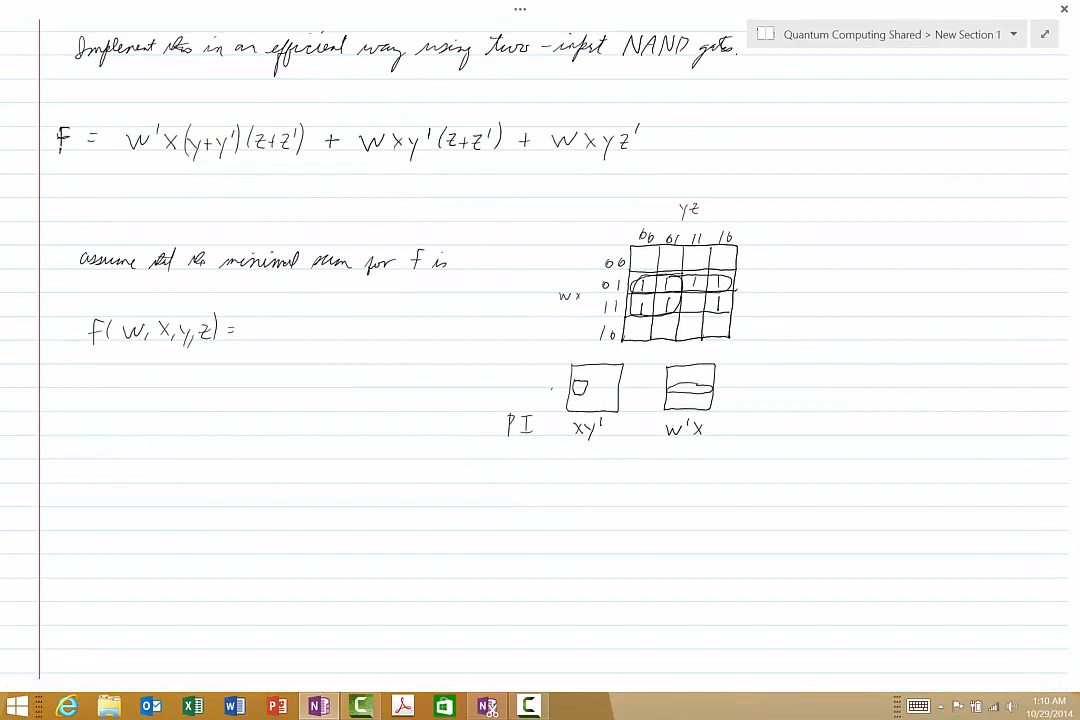 Quantum Computing Shared > New Section 1
Implement this in an efficient way using two-input NAND gates.
F = w'x(y+y')(z+z') + wxy'(z+z') + wxyz'
yz
00 01 11 10
assume that the minimal sum for f is
00
01 1 1 1 1
wx
11 1 1 1
10
f(w,x,y,z) =
PI xy' w'x
1:10 AM
10/29/2014